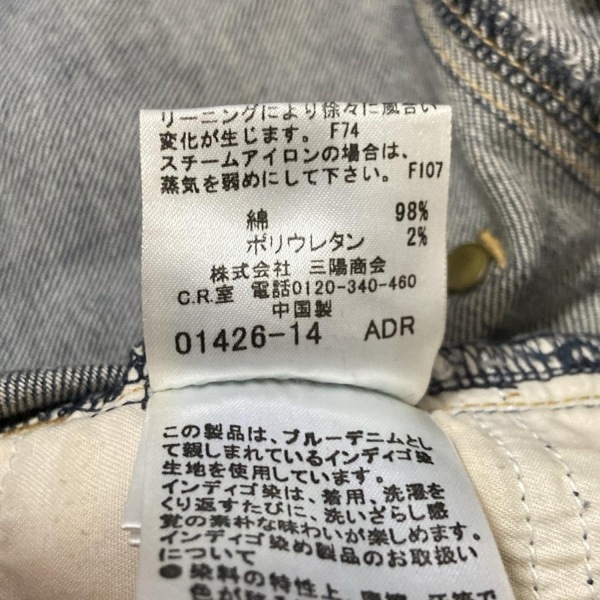 リーニングにより徐々に風合い
変化が生じます。 F74
スチームアイロンの場合は、
蒸気を弱めにして下さい。 F107
綿 98%
ポリウレタン 2%
株式会社 三陽商会
C.R.室 電話0120-340-460
中国製
01426-14 ADR
この製品は、ブルーデニムとし
て親しまれているインディゴ染
生地を使用しています。
インディゴ染は、着用、洗濯を
くり返すたびに、洗いざらし感
覚の素朴な味わいが楽しめます。
インディゴ染め製品のお取扱い
について
●染料の特性上、摩擦、圧等で
色が